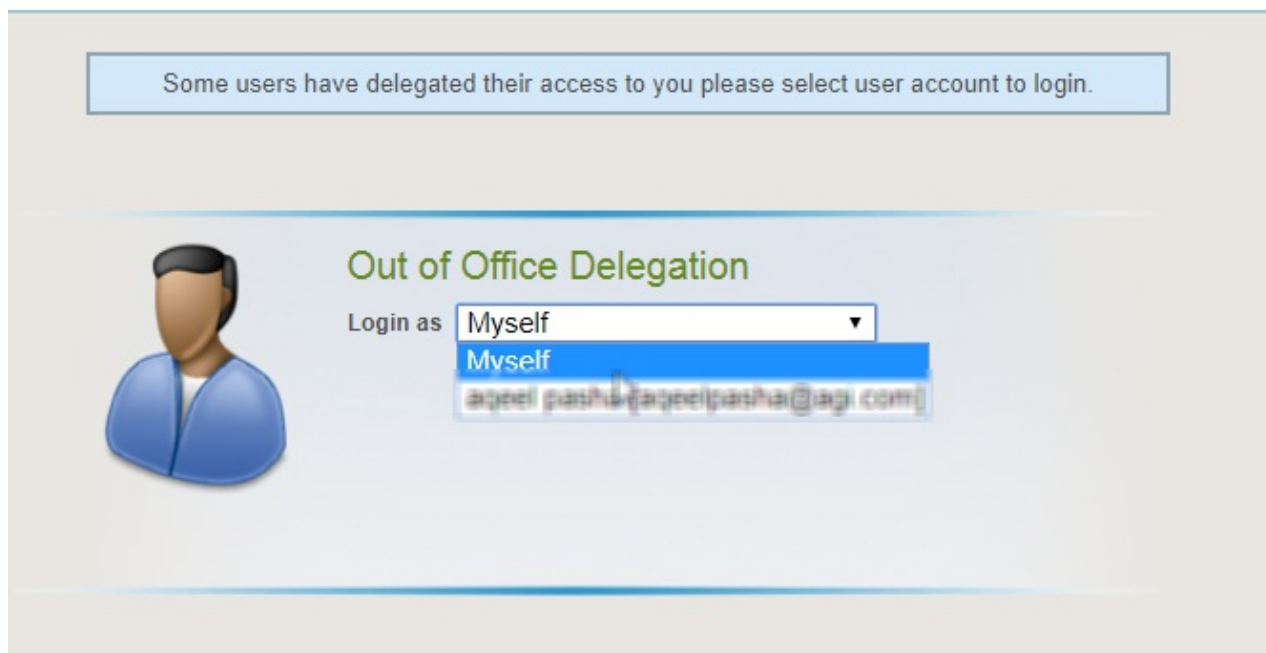 Some users have delegated their access to you please select user account to login.
Out of Office Delegation
Login as Myself
Myself